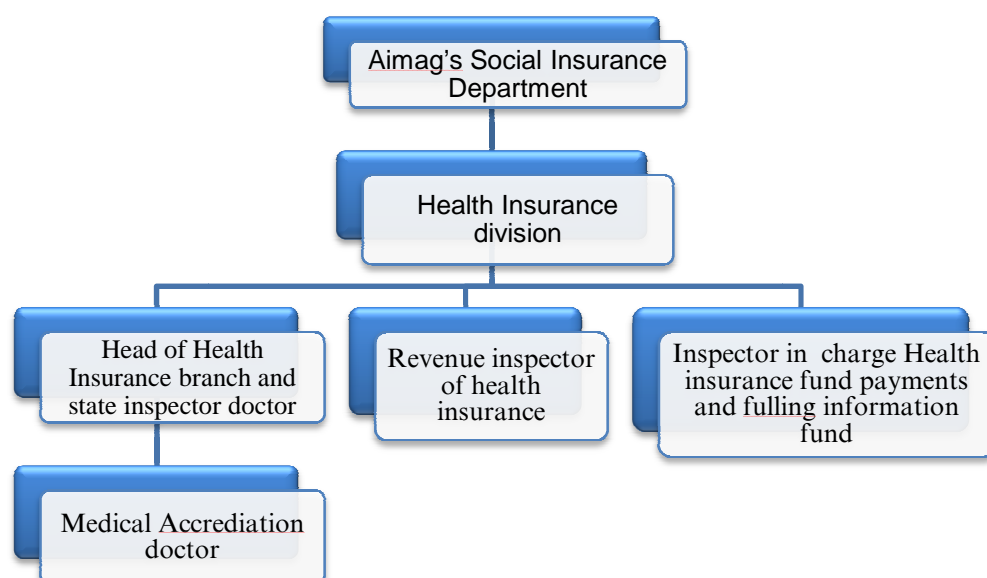 Aimag's Social Insurance
Department
Health Insurance
division
Head of Health
Insurance branch and
state inspector doctor
Revenue inspector
of health
insurance
Inspector in charge Health
insurance fund payments
and fulling information
fund
Medical Accrediation
doctor